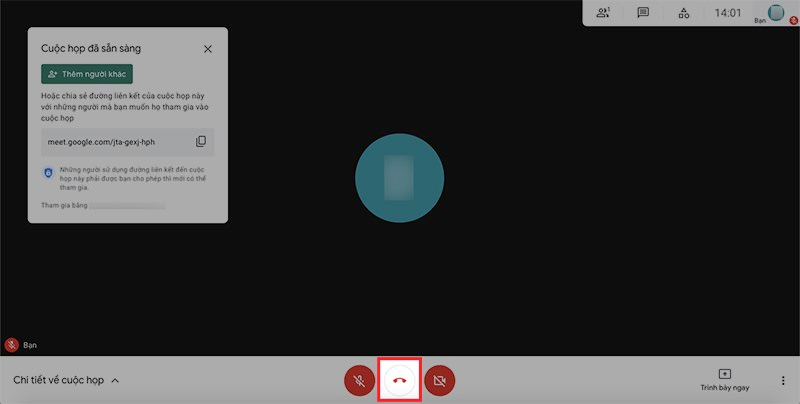 1
14:01
Bạn
Cuộc họp đã sẵn sàng
Thêm người khác
Hoặc chia sẻ đường liên kết của cuộc họp này
với những người mà bạn muốn họ tham gia vào
cuộc họp
meet.google.com/jta-gexj-hph
Những người sử dụng đường liên kết đến cuộc
họp này phải được bạn cho phép thì mới có thể
tham gia.
Tham gia bằng
Bạn
Chi tiết về cuộc họp
Trình bày ngay